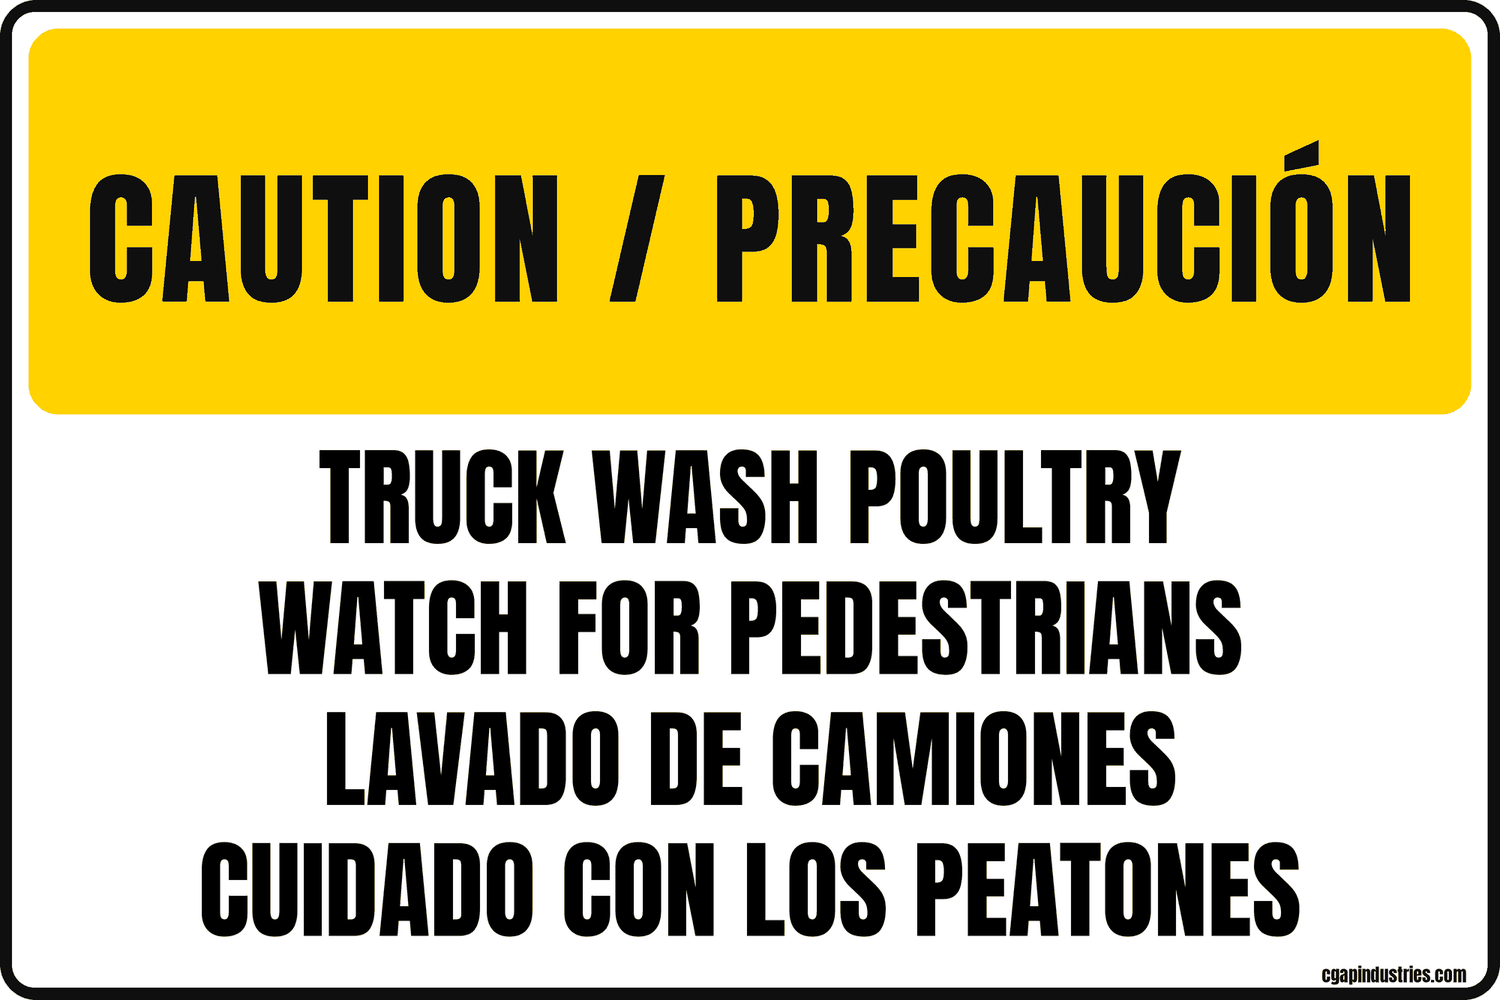 CAUTION / PRECAUCIÓN
TRUCK WASH POULTRY
WATCH FOR PEDESTRIANS
LAVADO DE CAMIONES
CUIDADO CON LOS PEATONES
cgapindustries.com